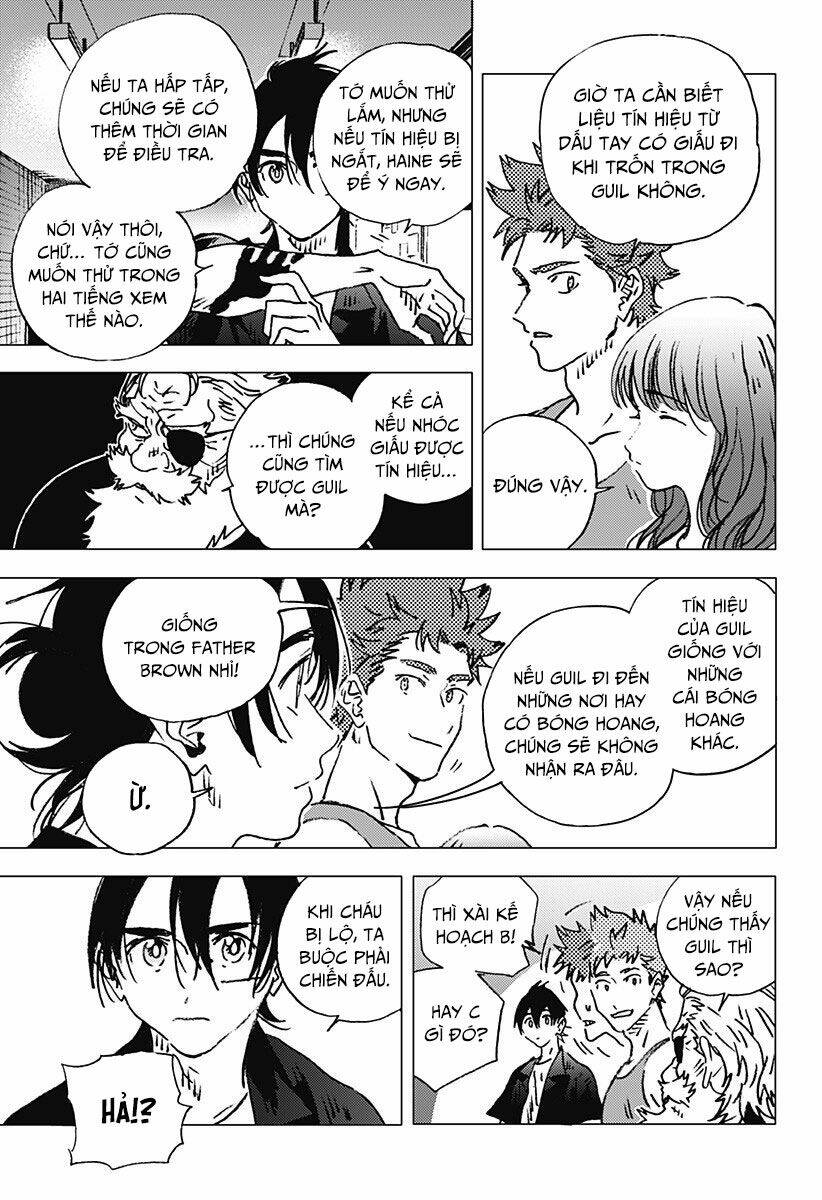 GIỜ TA CẦN BIẾT
LIỆU TÍN HIỆU TỪ
DẤU TAY CÓ GIẤU ĐI
KHI TRỐN TRONG
GUIL KHÔNG.
ĐÚNG VẬY.
TỚ MUỐN THỬ
LẮM, NHƯNG
NẾU TÍN HIỆU BỊ
NGẮT, HAINE SẼ
ĐỂ Ý NGAY.
NẾU TA HẤP TẤP,
CHÚNG SẼ CÓ
THÊM THỜI GIAN
ĐỂ ĐIỀU TRA.
NÓI VẬY THÔI,
CHỨ... TỚ CŨNG
MUỐN THỬ TRONG
HAI TIẾNG XEM
THẾ NÀO.
KỂ CẢ
NẾU NHÓC
GIẤU ĐƯỢC
TÍN HIỆU...
...THÌ CHÚNG
CŨNG TÌM
ĐƯỢC GUIL
MÀ?
TÍN HIỆU
CỦA GUIL
GIỐNG VỚI
NHỮNG
CÁI BÓNG
HOANG
KHÁC.
NẾU GUIL ĐI ĐẾN
NHỮNG NƠI HAY
CÓ BÓNG HOANG,
CHÚNG SẼ KHÔNG
NHẬN RA ĐÂU.
GIỐNG
TRONG FATHER
BROWN NHỈ!
Ừ.
VẬY NẾU
CHÚNG THẤY
GUIL THÌ
SAO?
THÌ XÀI KẾ
HOẠCH B!
HAY C
GÌ ĐÓ?
KHI CHÁU
BỊ LỘ, TA
BUỘC PHẢI
CHIẾN ĐẤU.
HẢ!?